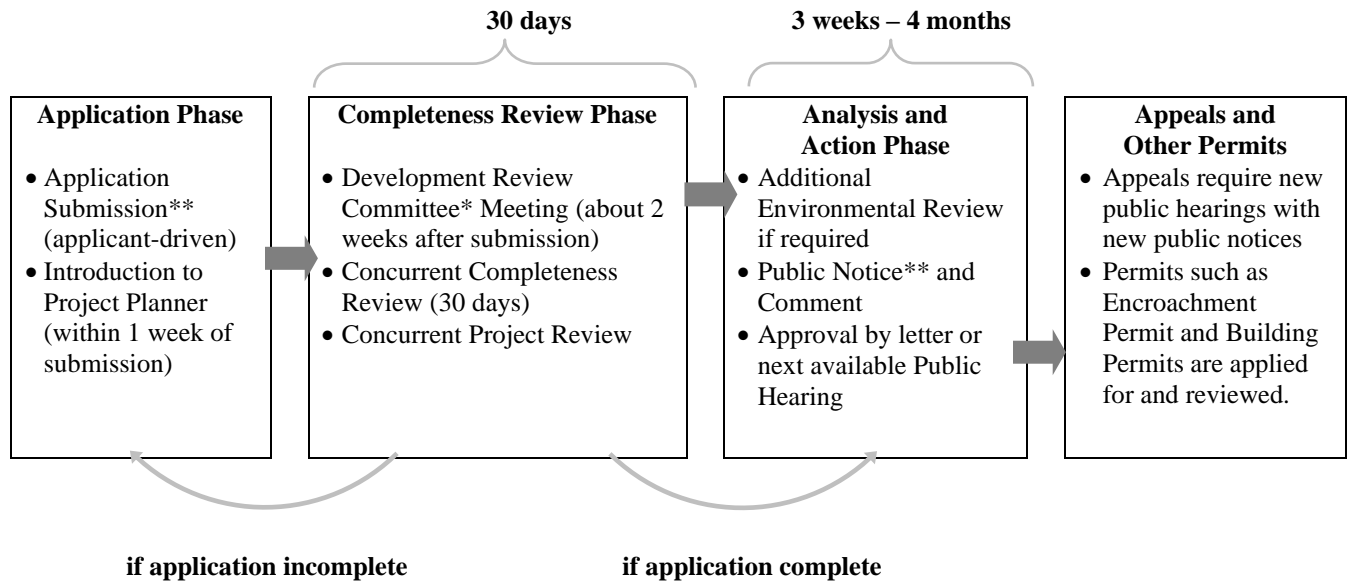 30 days
3 weeks – 4 months
Application Phase
• Application
Submission**
(applicant-driven)
• Introduction to
Project Planner
(within 1 week of
submission)
Completeness Review Phase
• Development Review
Committee* Meeting (about 2
weeks after submission)
• Concurrent Completeness
Review (30 days)
• Concurrent Project Review
Analysis and
Action Phase
• Additional
Environmental Review
if required
• Public Notice** and
Comment
• Approval by letter or
next available Public
Hearing
Appeals and
Other Permits
• Appeals require new
public hearings with
new public notices
• Permits such as
Encroachment
Permit and Building
Permits are applied
for and reviewed.
if application incomplete
if application complete